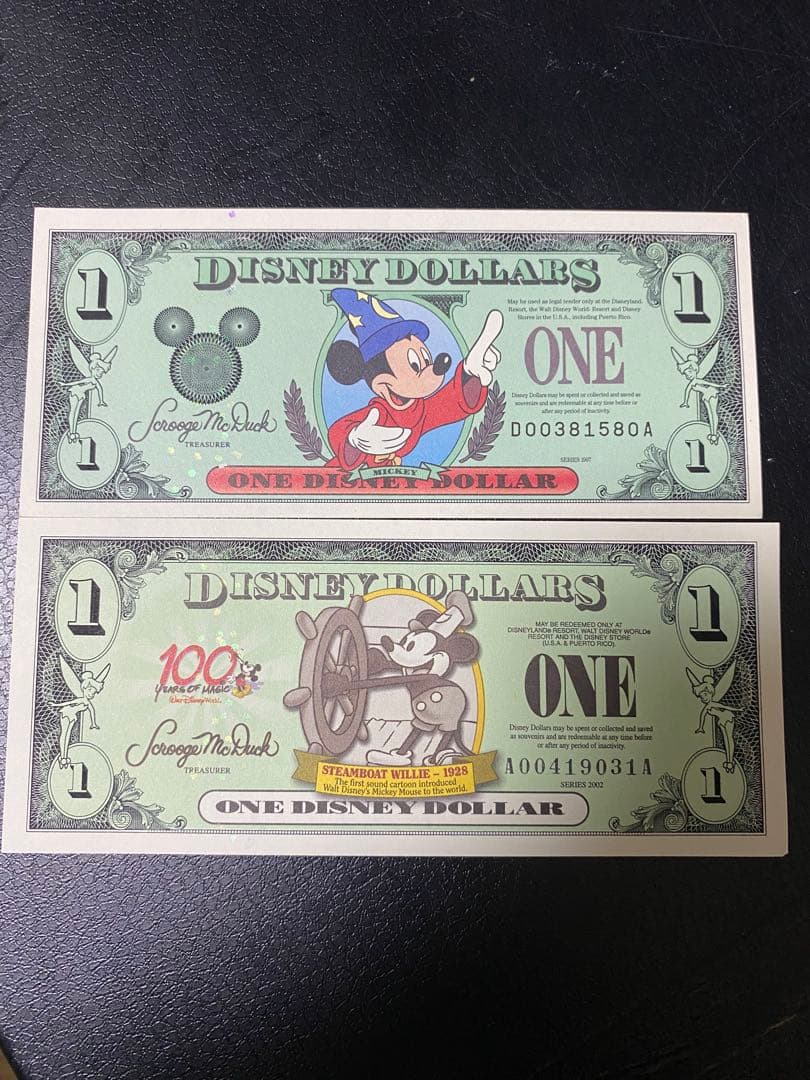 DISNEY DOLLARS
1
1
May be used as legal tender only at the Disneyland
Resort, the Walt Disney World Resort and Disney
Stores in the U.S.A., including Puerto Rico.
ONE
Disney Dollars may be spent or collected and saved as
souvenirs and are redeemable at any time before or
after any period of inactivity.
Scrooge McDuck
TREASURER
D00381580A
1
1
SERIES 1997
MICKEY
ONE DISNEY DOLLAR
DISNEY DOLLARS
1
1
MAY BE REDEEMED ONLY AT
DISNEYLAND® RESORT, WALT DISNEY WORLD®
RESORT AND THE DISNEY STORE
(U.S.A. & PUERTO RICO).
100
YEARS OF MAGIC
Walt Disney World
ONE
Disney Dollars may be spent or collected and saved
as souvenirs and are redeemable at any time before
or after any period of inactivity.
Scrooge McDuck
TREASURER
A00419031A
SERIES 2002
1
1
STEAMBOAT WILLIE – 1928
The first sound cartoon introduced
Walt Disney's Mickey Mouse to the world.
ONE DISNEY DOLLAR